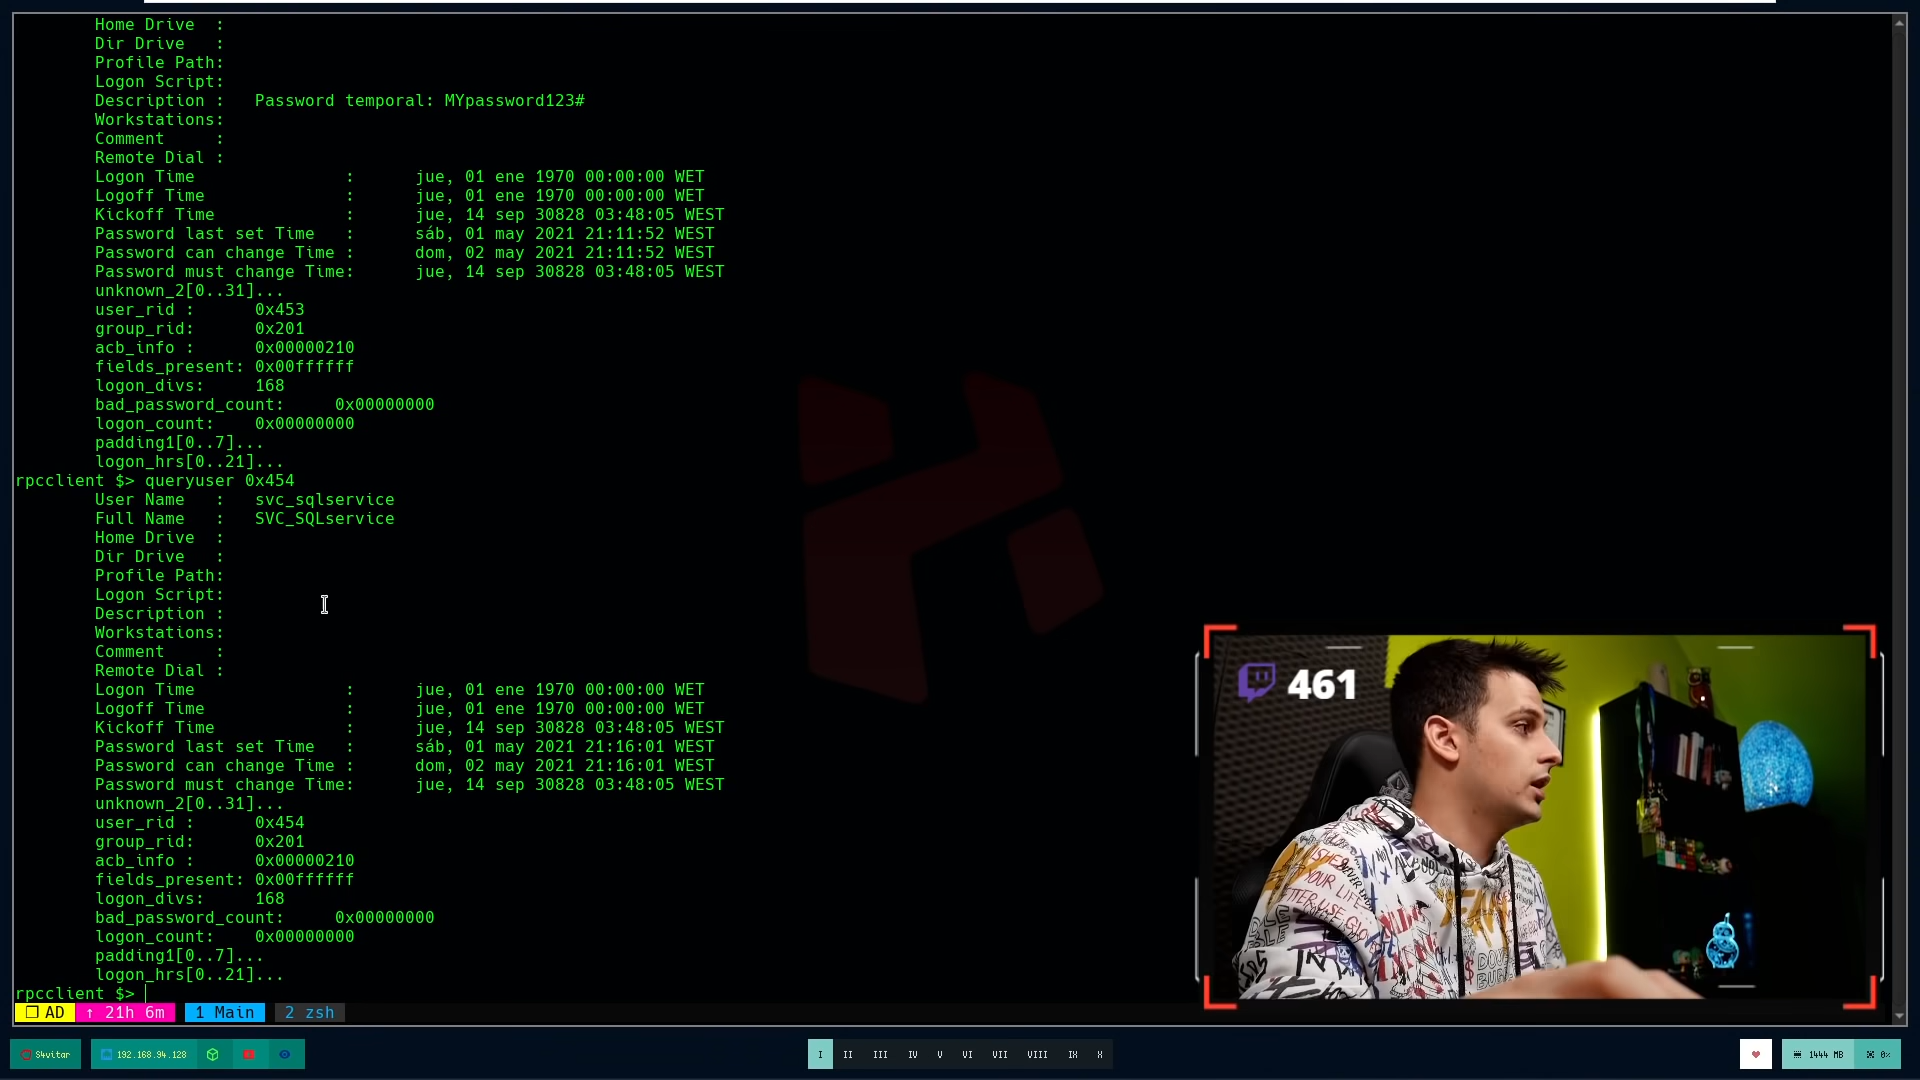 Home Drive  :
Dir Drive   :
Profile Path:
Logon Script:
Description :   Password temporal: MYpassword123#
Workstations:
Comment     :
Remote Dial :
Logon Time               :      jue, 01 ene 1970 00:00:00 WET
Logoff Time              :      jue, 01 ene 1970 00:00:00 WET
Kickoff Time             :      jue, 14 sep 30828 03:48:05 WEST
Password last set Time   :      sáb, 01 may 2021 21:11:52 WEST
Password can change Time :      dom, 02 may 2021 21:11:52 WEST
Password must change Time:      jue, 14 sep 30828 03:48:05 WEST
unknown_2[0..31]...
user_rid :      0x453
group_rid:      0x201
acb_info :      0x00000210
fields_present: 0x00ffffff
logon_divs:     168
bad_password_count:     0x00000000
logon_count:    0x00000000
padding1[0..7]...
logon_hrs[0..21]...
rpcclient $> queryuser 0x454
User Name   :   svc_sqlservice
Full Name   :   SVC_SQLservice
Home Drive  :
Dir Drive   :
Profile Path:
Logon Script:
Description :
Workstations:
Comment     :
Remote Dial :
Logon Time               :      jue, 01 ene 1970 00:00:00 WET
Logoff Time              :      jue, 01 ene 1970 00:00:00 WET
Kickoff Time             :      jue, 14 sep 30828 03:48:05 WEST
Password last set Time   :      sáb, 01 may 2021 21:16:01 WEST
Password can change Time :      dom, 02 may 2021 21:16:01 WEST
Password must change Time:      jue, 14 sep 30828 03:48:05 WEST
unknown_2[0..31]...
user_rid :      0x454
group_rid:      0x201
acb_info :      0x00000210
fields_present: 0x00ffffff
logon_divs:     168
bad_password_count:     0x00000000
logon_count:    0x00000000
padding1[0..7]...
logon_hrs[0..21]...
rpcclient $>
461
AD ↑ 21h 6m 1 Main 2 zsh
S4vitar 192.168.94.128 I II III IV V VI VII VIII IX X 1444 MB 0%